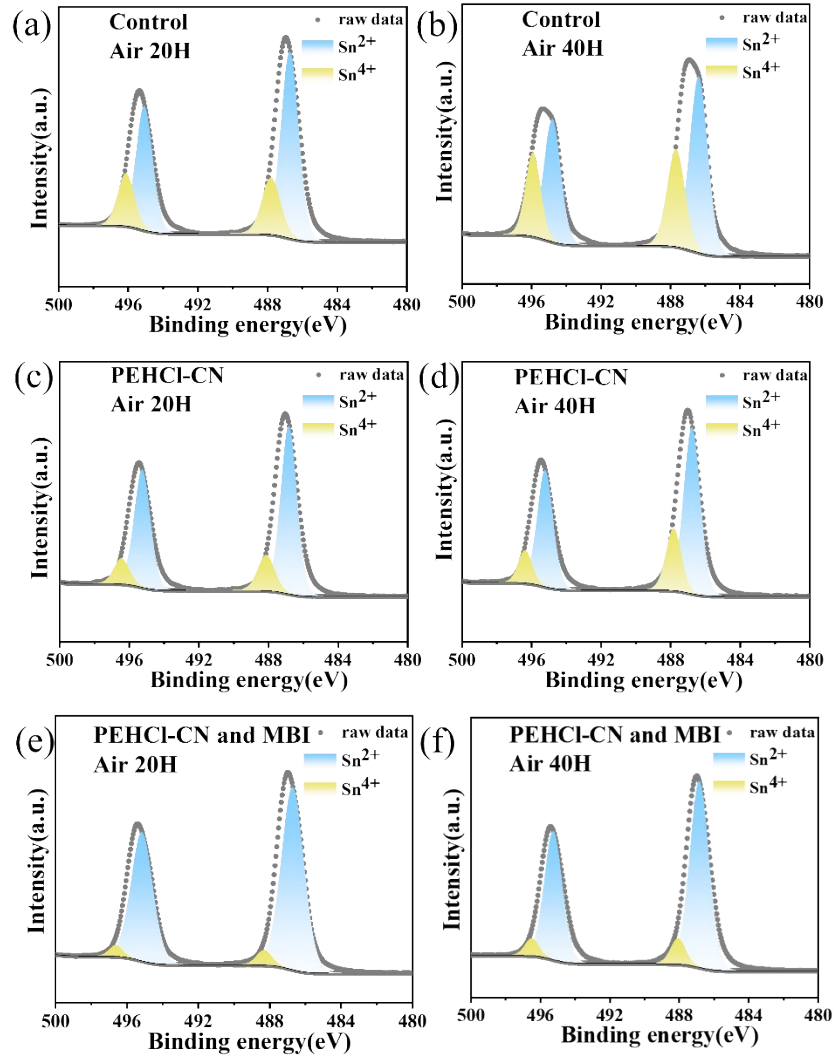 (a) Control
Air 20H
raw data
Sn2+
Sn4+
Intensity(a.u.)
500 496 492 488 484 480
Binding energy(eV)
(b) Control
Air 40H
raw data
Sn2+
Sn4+
Intensity(a.u.)
500 496 492 488 484 480
Binding energy(eV)
(c) PEHCl-CN
Air 20H
raw data
Sn2+
Sn4+
Intensity(a.u.)
500 496 492 488 484 480
Binding energy(eV)
(d) PEHCl-CN
Air 40H
raw data
Sn2+
Sn4+
Intensity(a.u.)
500 496 492 488 484 480
Binding energy(eV)
(e) PEHCl-CN and MBI
Air 20H
raw data
Sn2+
Sn4+
Intensity(a.u.)
500 496 492 488 484 480
Binding energy(eV)
(f) PEHCl-CN and MBI
Air 40H
raw data
Sn2+
Sn4+
Intensity(a.u.)
500 496 492 488 484 480
Binding energy(eV)